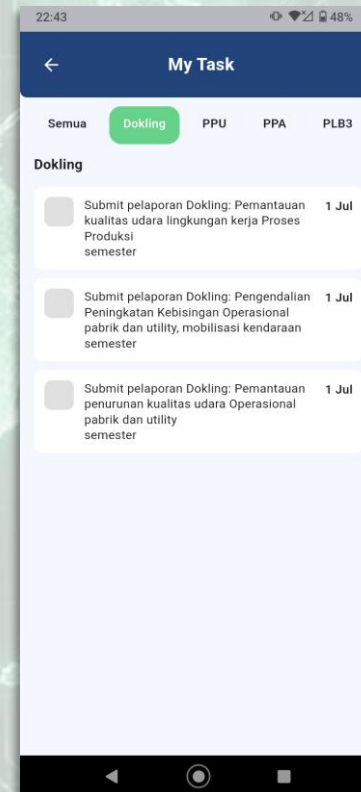 22:43 48%
My Task
Semua Dokling PPU PPA PLB3
Dokling
Submit pelaporan Dokling: Pemantauan 1 Jul
kualitas udara lingkungan kerja Proses
Produksi
semester
Submit pelaporan Dokling: Pengendalian 1 Jul
Peningkatan Kebisingan Operasional
pabrik dan utility, mobilisasi kendaraan
semester
Submit pelaporan Dokling: Pemantauan 1 Jul
penurunan kualitas udara Operasional
pabrik dan utility
semester